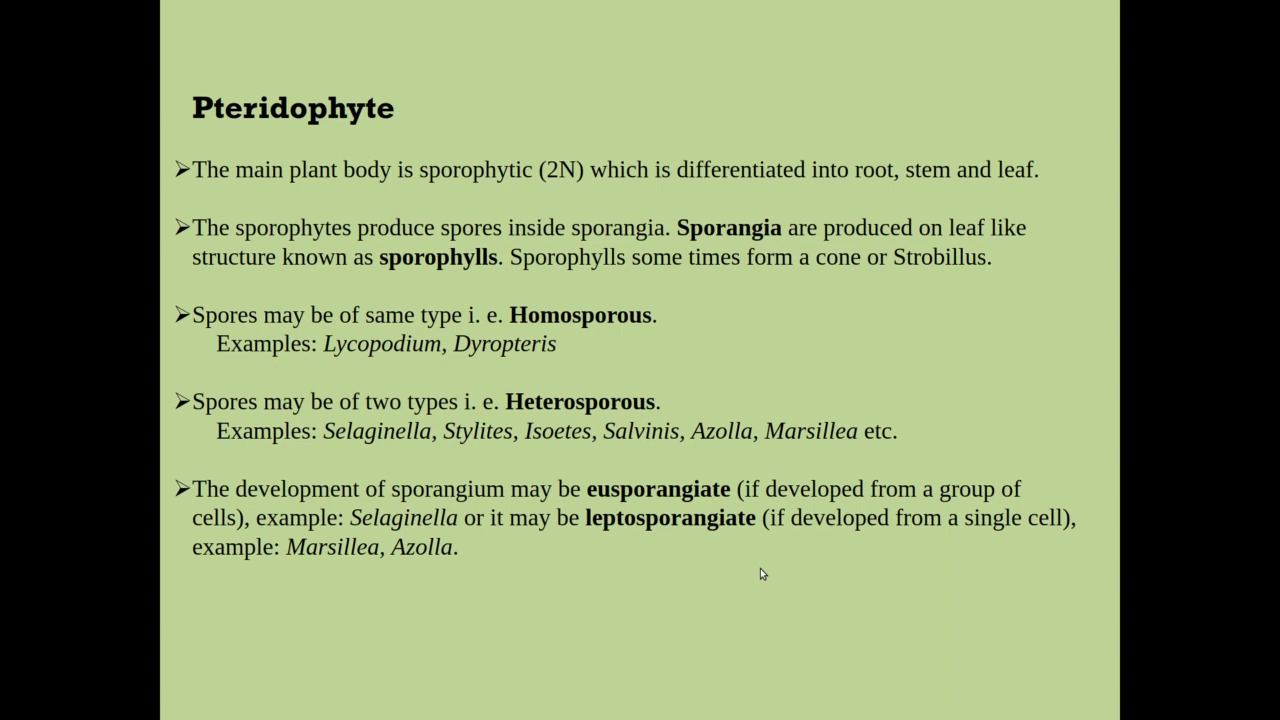 Pteridophyte
➢The main plant body is sporophytic (2N) which is differentiated into root, stem and leaf.
➢The sporophytes produce spores inside sporangia. Sporangia are produced on leaf like
structure known as sporophylls. Sporophylls some times form a cone or Strobillus.
➢Spores may be of same type i. e. Homosporous.
Examples: Lycopodium, Dyropteris
➢Spores may be of two types i. e. Heterosporous.
Examples: Selaginella, Stylites, Isoetes, Salvinis, Azolla, Marsillea etc.
➢The development of sporangium may be eusporangiate (if developed from a group of
cells), example: Selaginella or it may be leptosporangiate (if developed from a single cell),
example: Marsillea, Azolla.